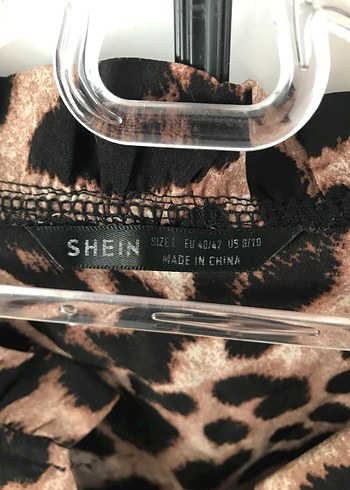 SHEIN SIZE L EU 40/42 US 8/10
MADE IN CHINA